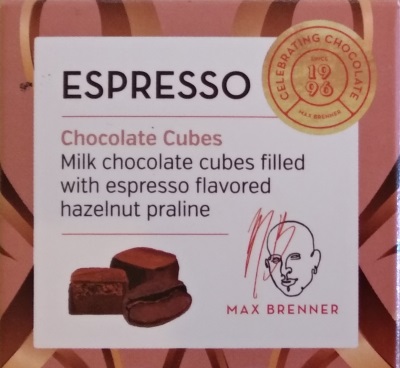 ESPRESSO
CELEBRATING CHOCOLATE
SINCE
19
96
MAX BRENNER
Chocolate Cubes
Milk chocolate cubes filled
with espresso flavored
hazelnut praline
MAX BRENNER